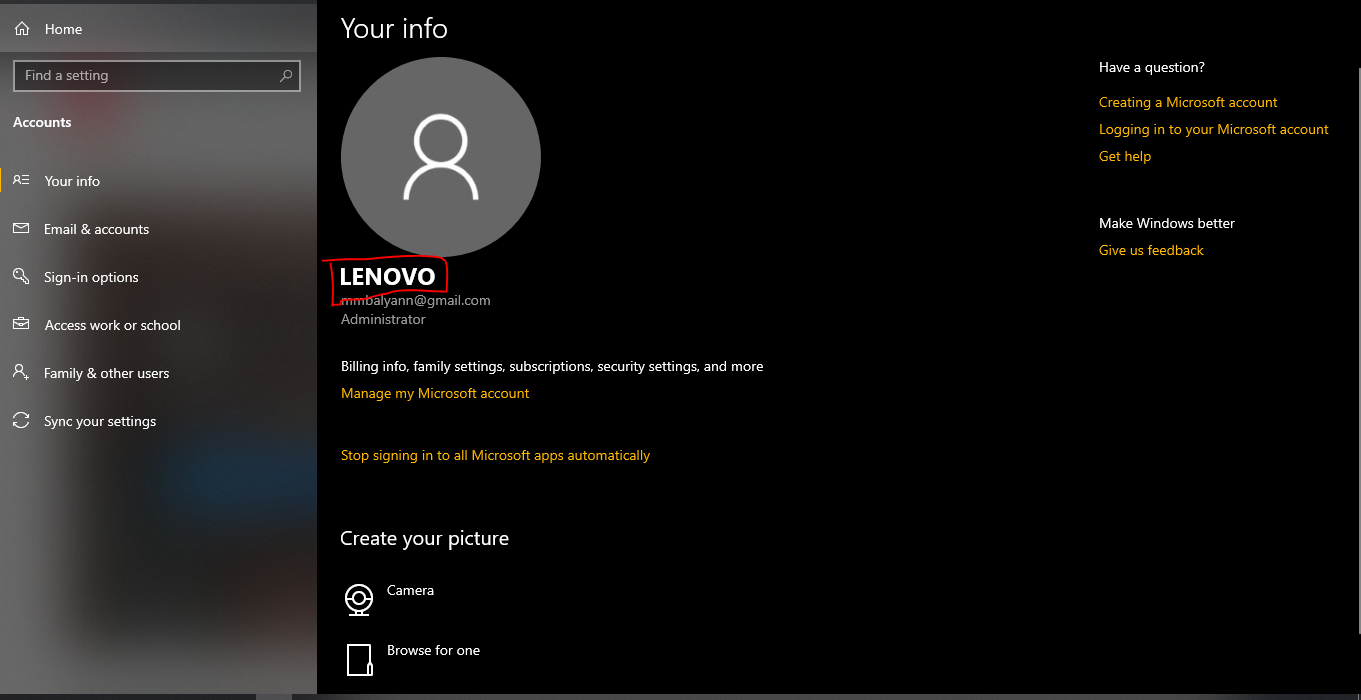 Home
Find a setting
Accounts
Your info
Email & accounts
Sign-in options
Access work or school
Family & other users
Sync your settings
Your info
LENOVO
mmbalyann@gmail.com
Administrator
Billing info, family settings, subscriptions, security settings, and more
Manage my Microsoft account
Stop signing in to all Microsoft apps automatically
Create your picture
Camera
Browse for one
Have a question?
Creating a Microsoft account
Logging in to your Microsoft account
Get help
Make Windows better
Give us feedback